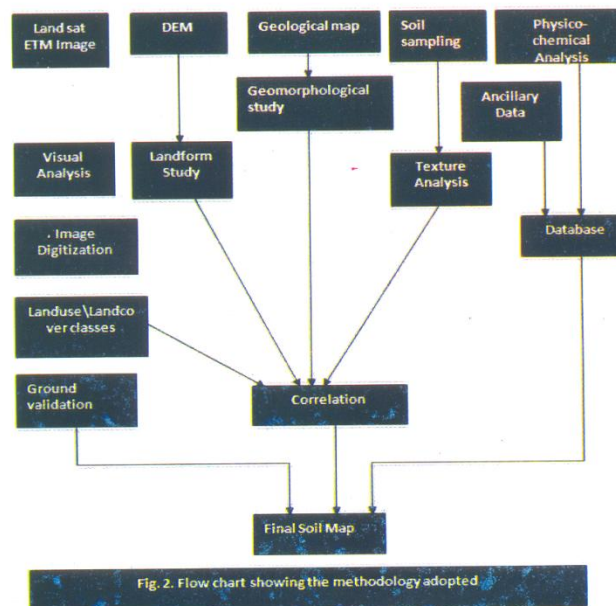 Land sat
ETM Image
DEM
Geological map
Soil
sampling
Physico-
chemical Analysis
Geomorphological
study
Ancillary
Data
Visual
Analysis
Landform
Study
Texture
Analysis
. Image
Digitization
Database
Landuse\Landco
ver classes
Ground
validation
Correlation
Final Soil Map
Fig. 2. Flow chart showing the methodology adopted